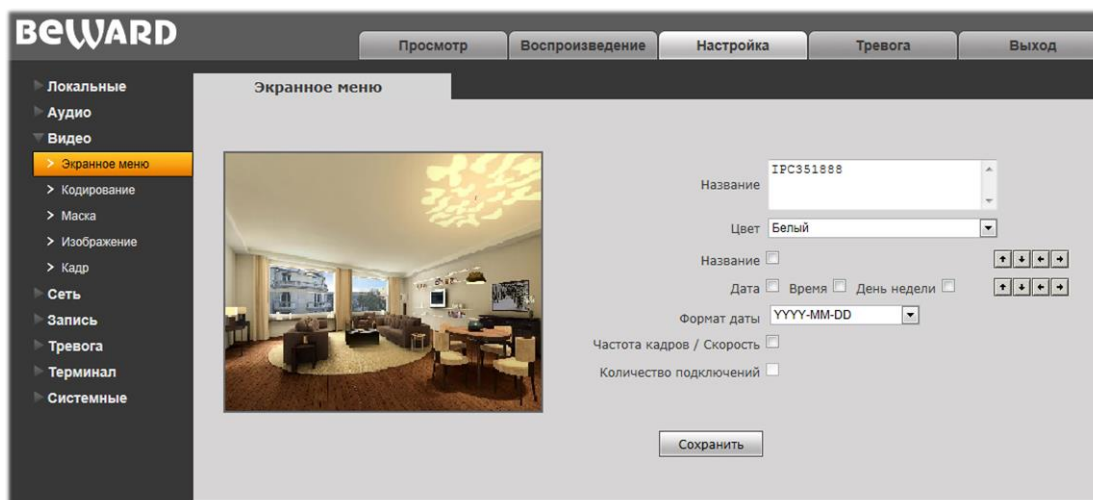 BEWARD
Просмотр Воспроизведение Настройка Тревога Выход
Локальные
Аудио
Видео
Экранное меню
Кодирование
Маска
Изображение
Кадр
Сеть
Запись
Тревога
Терминал
Системные
Экранное меню
Название IPC351888
Цвет Белый
Название
Дата Время День недели
Формат даты YYYY-MM-DD
Частота кадров / Скорость
Количество подключений
Сохранить